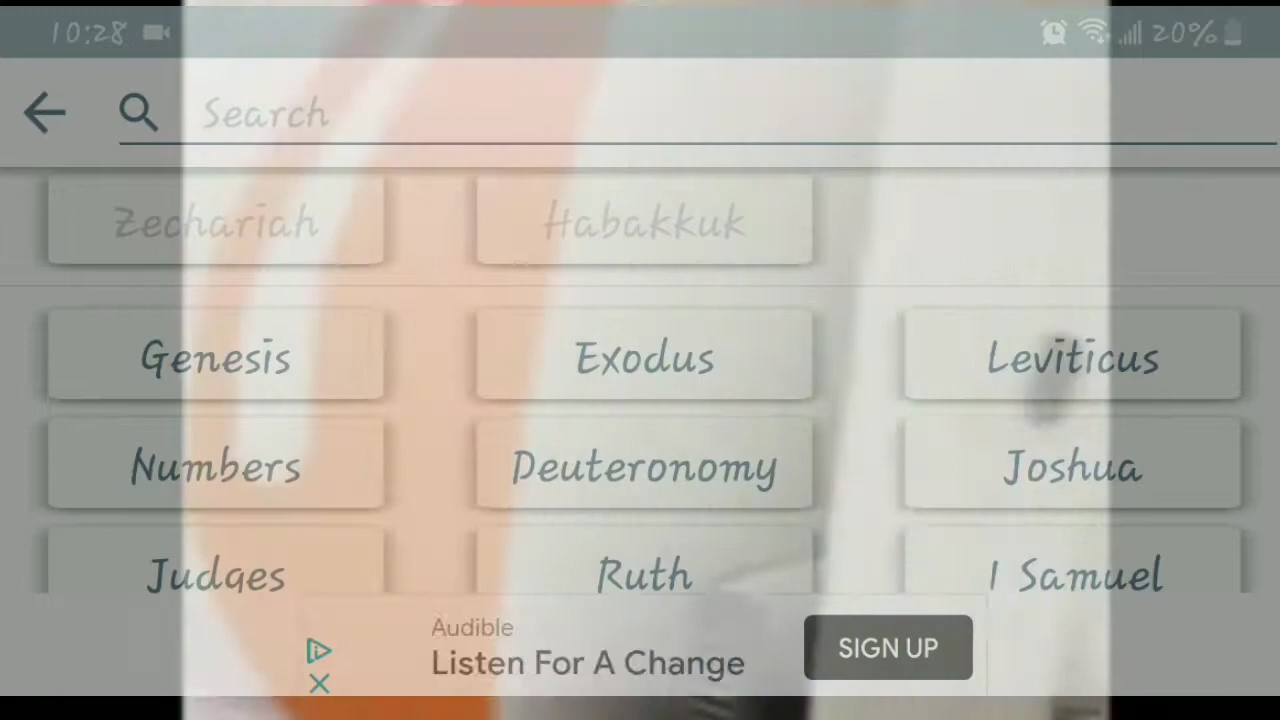 10:28 20%
Search
Zechariah Habakkuk
Genesis Exodus Leviticus
Numbers Deuteronomy Joshua
Judges Ruth 1 Samuel
Audible
Listen For A Change SIGN UP